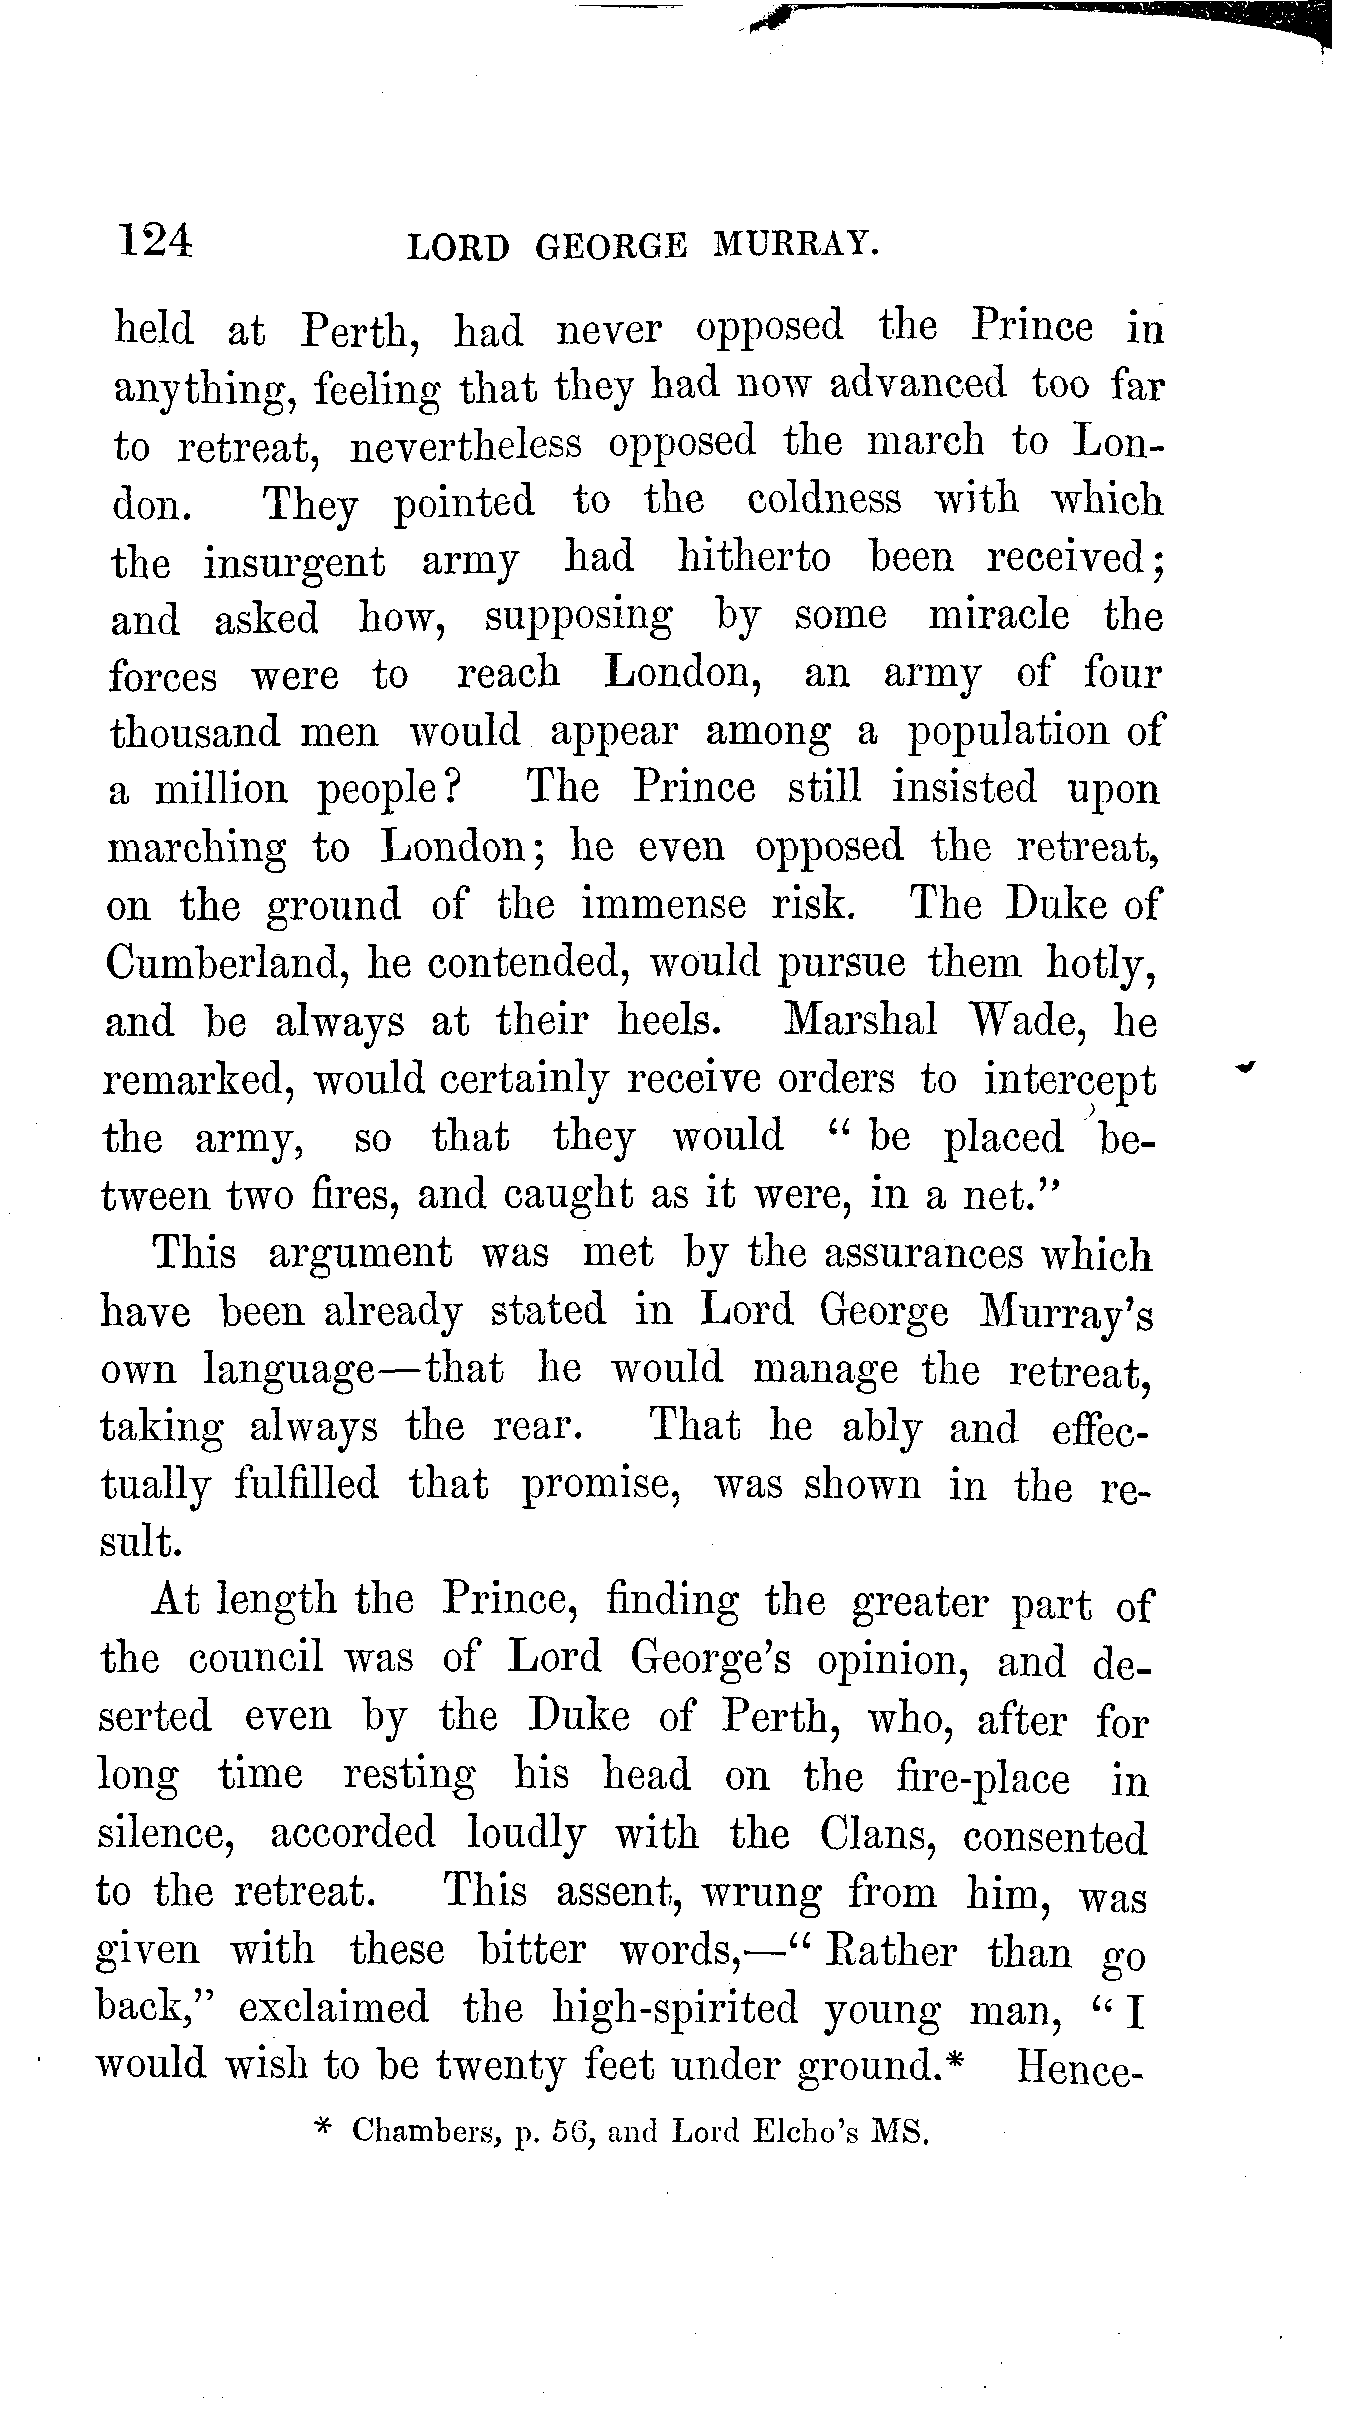 124 LORD GEORGE MURRAY.
held at Perth, had never opposed the Prince in
anything, feeling that they had now advanced too far
to retreat, nevertheless opposed the march to Lon-
don. They pointed to the coldness with which
the insurgent army had hitherto been received;
and asked how, supposing by some miracle the
forces were to reach London, an army of four
thousand men would appear among a population of
a million people? The Prince still insisted upon
marching to London; he even opposed the retreat,
on the ground of the immense risk. The Duke of
Cumberland, he contended, would pursue them hotly,
and be always at their heels. Marshal Wade, he
remarked, would certainly receive orders to intercept
the army, so that they would “ be placed be-
tween two fires, and caught as it were, in a net.”
This argument was met by the assurances which
have been already stated in Lord George Murray’s
own language—that he would manage the retreat,
taking always the rear. That he ably and effec-
tually fulfilled that promise, was shown in the re-
sult.
At length the Prince, finding the greater part of
the council was of Lord George’s opinion, and de-
serted even by the Duke of Perth, who, after for
long time resting his head on the fire-place in
silence, accorded loudly with the Clans, consented
to the retreat. This assent, wrung from him, was
given with these bitter words,—“ Rather than go
back,” exclaimed the high-spirited young man, “ I
would wish to be twenty feet under ground.* Hence-
* Chambers, p. 56, and Lord Elcho’s MS.